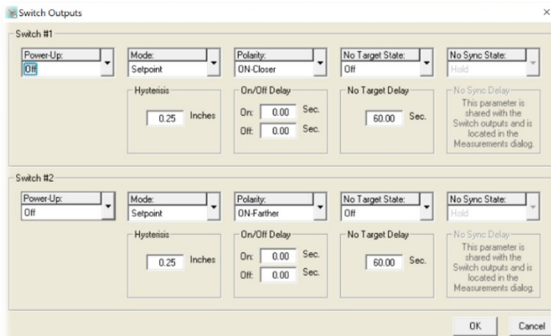 Switch Outputs
Switch #1
Power-Up: Mode: Polarity: No Target State: No Sync State:
Off Setpoint ON-Closer Off Hold
Hysterisis On/Off Delay No Target Delay No Sync Delay
0.25 Inches
On: 0.00 Sec.
Off: 0.00 Sec.
60.00 Sec.
This parameter is
shared with the
Switch outputs and is
located in the
Measurements dialog.
Switch #2
Power-Up: Mode: Polarity: No Target State: No Sync State:
Off Setpoint ON-Farther Off Hold
Hysterisis On/Off Delay No Target Delay No Sync Delay
0.25 Inches
On: 0.00 Sec.
Off: 0.00 Sec.
60.00 Sec.
This parameter is
shared with the
Switch outputs and is
located in the
Measurements dialog.
OK Cancel